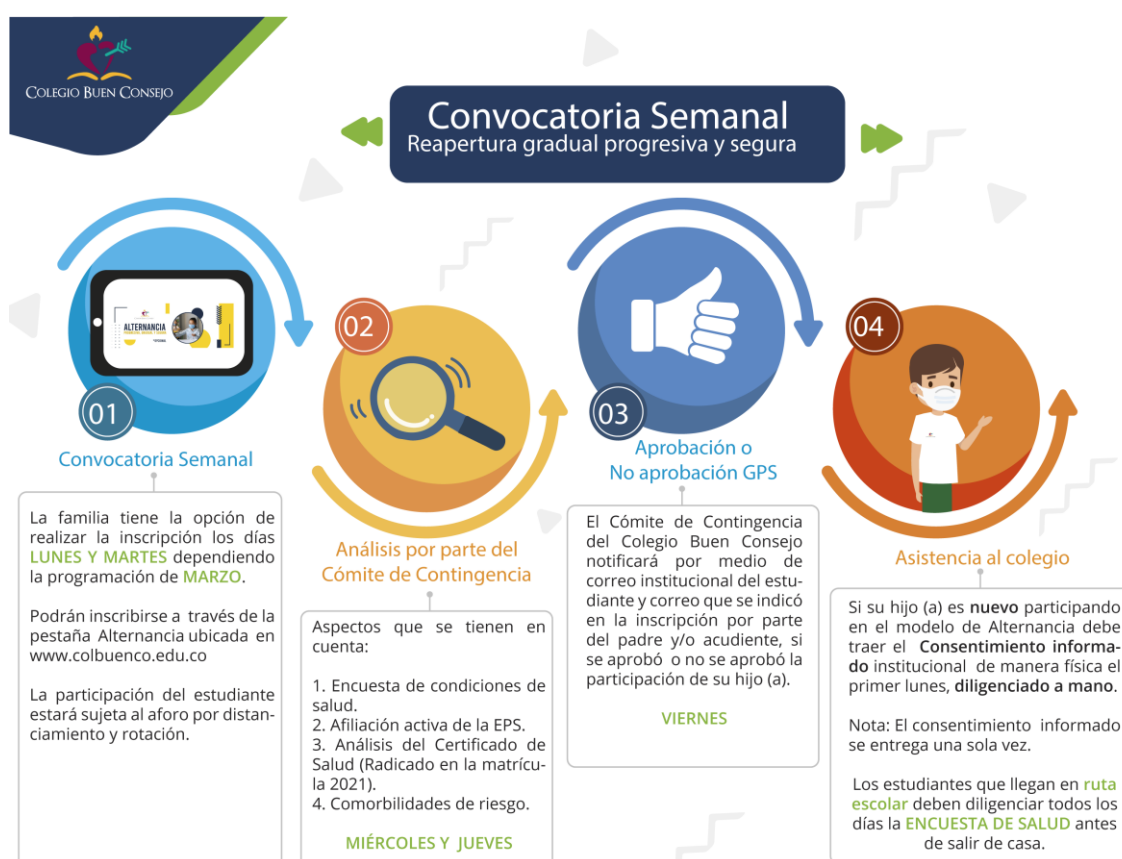 COLEGIO BUEN CONSEJO
Convocatoria Semanal
Reapertura gradual progresiva y segura
ALTERNANCIA
01
Convocatoria Semanal
La familia tiene la opción de
realizar la inscripción los días
LUNES Y MARTES dependiendo
la programación de MARZO.
Podrán inscribirse a través de la
pestaña Alternancia ubicada en
www.colbuenco.edu.co
La participación del estudiante
estará sujeta al aforo por distan-
ciamiento y rotación.
02
Análisis por parte del
Cómite de Contingencia
Aspectos que se tienen en
cuenta:
1. Encuesta de condiciones de
salud.
2. Afiliación activa de la EPS.
3. Análisis del Certificado de
Salud (Radicado en la matrícu-
la 2021).
4. Comorbilidades de riesgo.
MIÉRCOLES Y JUEVES
03
Aprobación o
No aprobación GPS
El Cómite de Contingencia
del Colegio Buen Consejo
notificará por medio de
correo institucional del estu-
diante y correo que se indicó
en la inscripción por parte
del padre y/o acudiente, si
se aprobó o no se aprobó la
participación de su hijo (a).
VIERNES
04
Asistencia al colegio
Si su hijo (a) es nuevo participando
en el modelo de Alternancia debe
traer el Consentimiento informa-
do institucional de manera física el
primer lunes, diligenciado a mano.
Nota: El consentimiento informado
se entrega una sola vez.
Los estudiantes que llegan en ruta
escolar deben diligenciar todos los
días la ENCUESTA DE SALUD antes
de salir de casa.